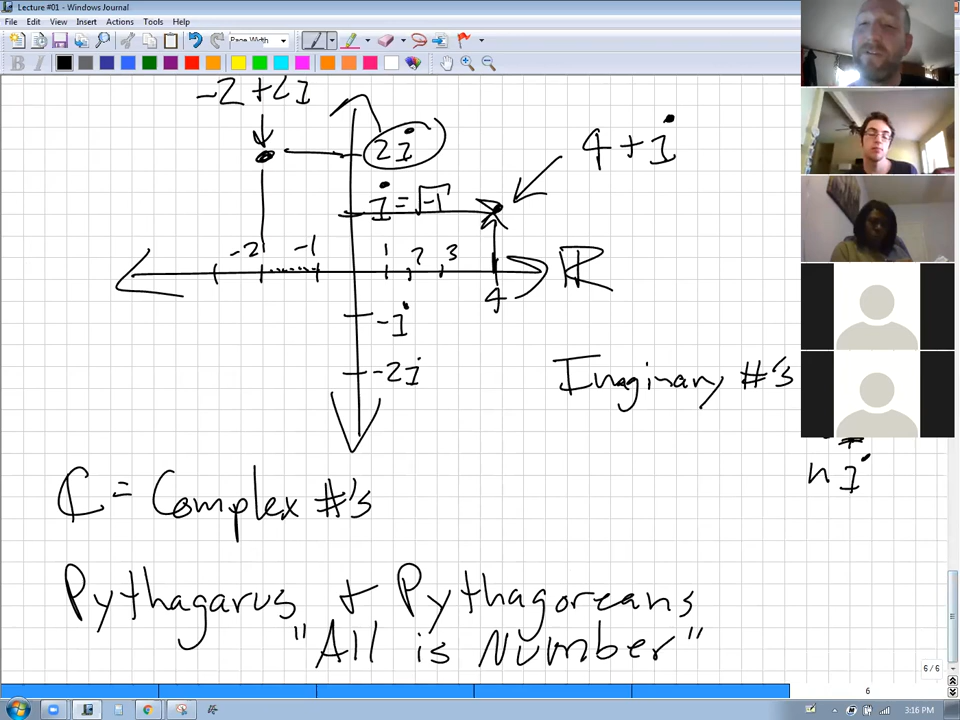 Lecture #01 - Windows Journal
File Edit View Insert Actions Tools Help
Page Width
B I
-2+2i
2i
4+i
i = √-1
-2 -1 1 2 3
ℝ
4
-i
-2i
Imaginary #'s
ni
ℂ = Complex #'s
Pythagarus + Pythagoreans
"All is Number"
6/6
6
3:16 PM